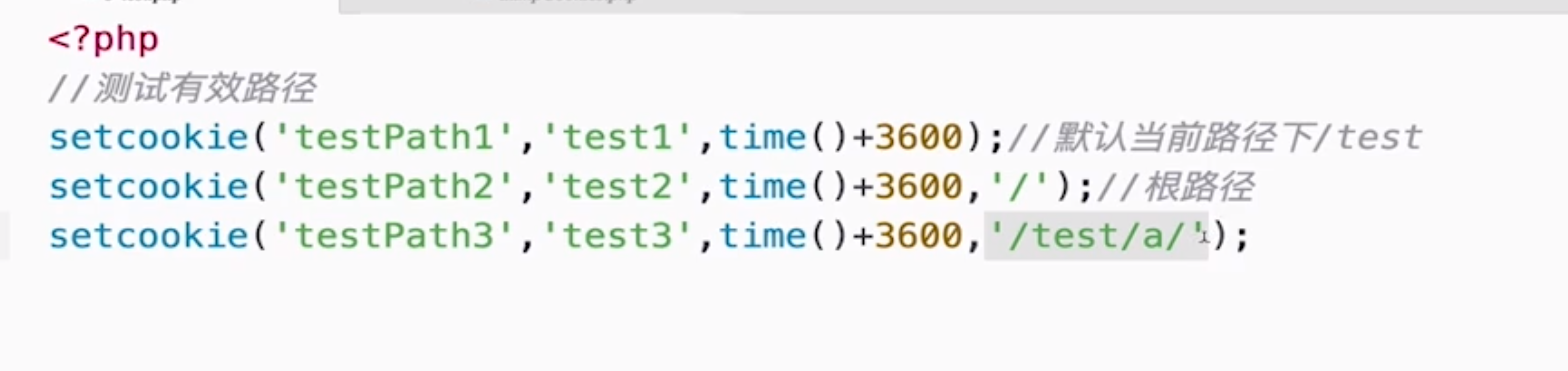 <?php
//测试有效路径
setcookie('testPath1','test1',time()+3600);//默认当前路径下/test
setcookie('testPath2','test2',time()+3600,'/');//根路径
setcookie('testPath3','test3',time()+3600,'/test/a/');